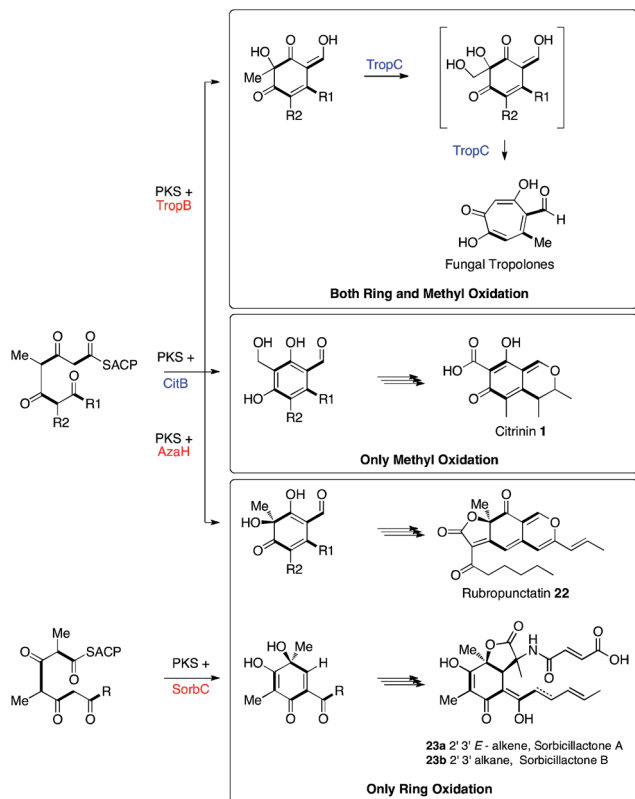 HO
O
OH
Me
O
R1
R2
TropC
HO
O
OH
HO
O
R1
R2
TropC
PKS +
TropB
OH
O
O
H
HO
Me
Fungal Tropolones
Both Ring and Methyl Oxidation
O
O
Me
SACP
O
O
R1
R2
PKS +
CitB
PKS +
AzaH
HO
OH
O
HO
R1
R2
O
OH
HO
O
O
Citrinin 1
Only Methyl Oxidation
Me
OH
O
HO
O
R1
R2
Me
O
O
O
O
O
Rubropunctatin 22
Me
O
SACP
O
Me
O
O
R
PKS +
SorbC
HO
Me
HO
H
Me
R
O
O
O
O
H
N
OH
Me
O
O
HO
Me
H
Me
O
OH
23a 2' 3' E - alkene, Sorbicillactone A
23b 2' 3' alkane, Sorbicillactone B
Only Ring Oxidation